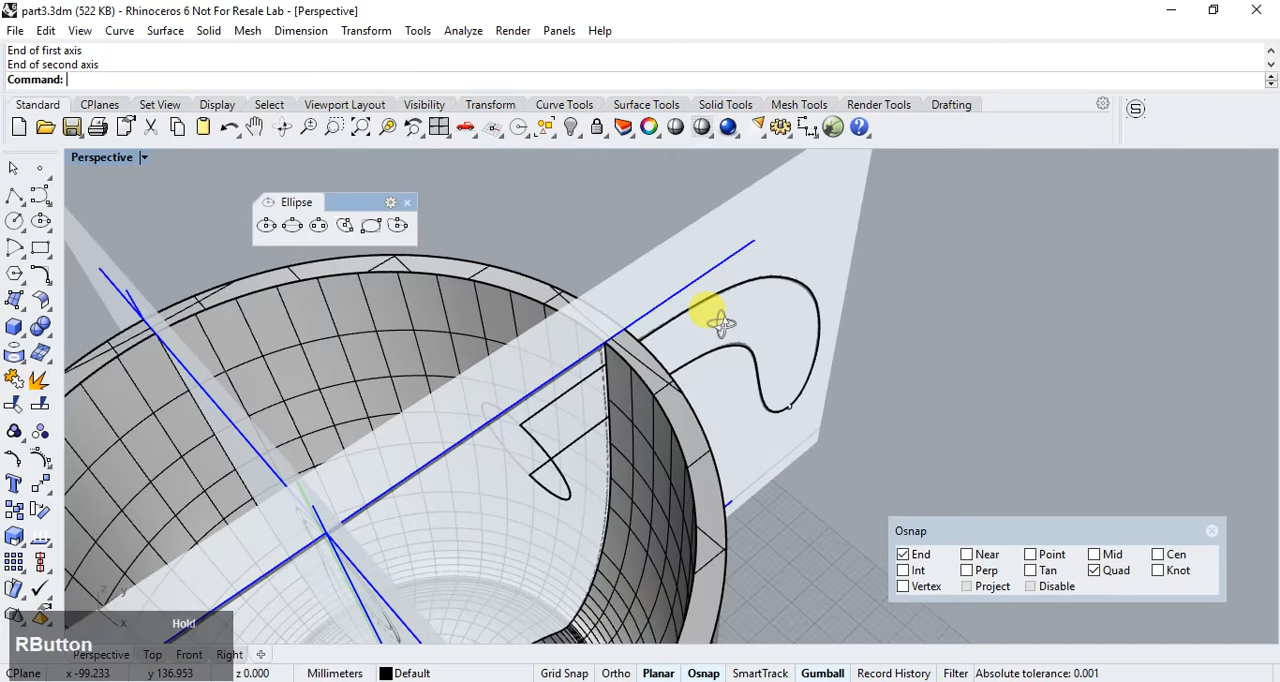 part3.3dm (522 KB) - Rhinoceros 6 Not For Resale Lab - [Perspective]
File Edit View Curve Surface Solid Mesh Dimension Transform Tools Analyze Render Panels Help
End of first axis
End of second axis
Command:
Standard CPlanes Set View Display Select Viewport Layout Visibility Transform Curve Tools Surface Tools Solid Tools Mesh Tools Render Tools Drafting
Perspective
Ellipse
Osnap
End Near Point Mid Cen
Int Perp Tan Quad Knot
Vertex Project Disable
z y
x
Hold
RButton
Perspective Top Front Right
CPlane x -99.233 y 136.953 z 0.000 Millimeters Default Grid Snap Ortho Planar Osnap SmartTrack Gumball Record History Filter Absolute tolerance: 0.001